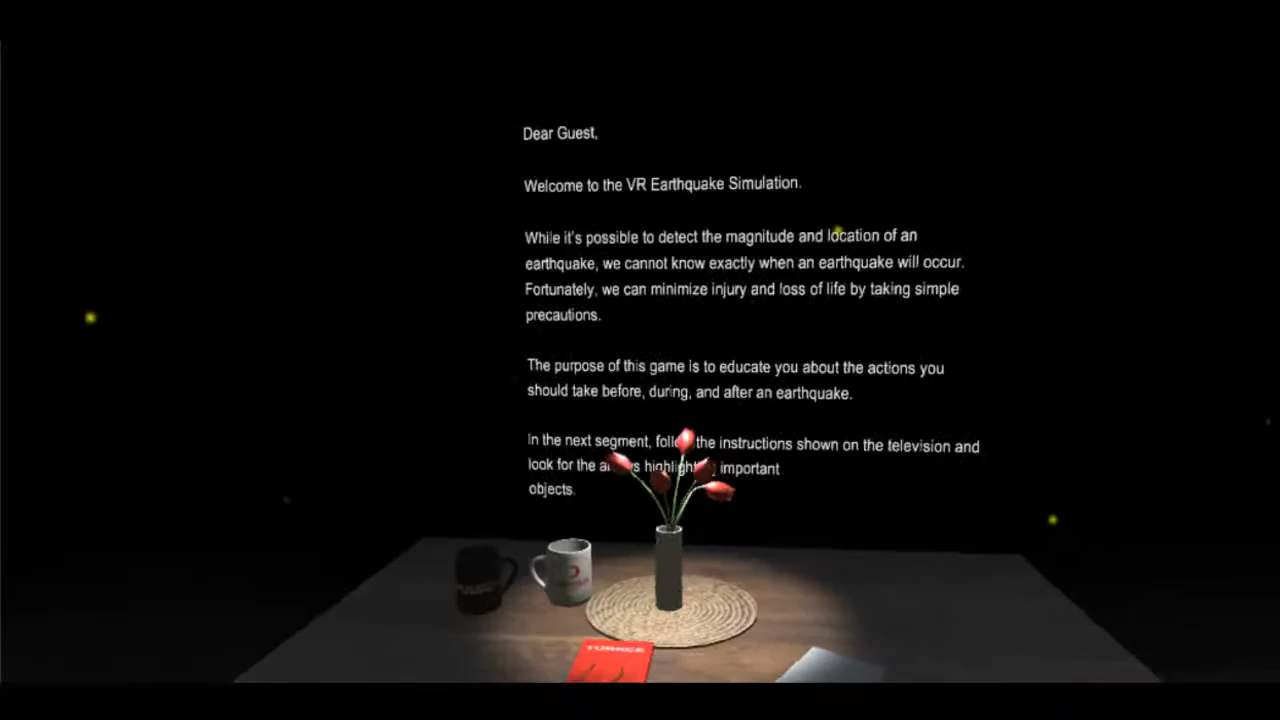 Dear Guest,
Welcome to the VR Earthquake Simulation.
While it's possible to detect the magnitude and location of an
earthquake, we cannot know exactly when an earthquake will occur.
Fortunately, we can minimize injury and loss of life by taking simple
precautions.
The purpose of this game is to educate you about the actions you
should take before, during, and after an earthquake.
In the next segment, follow the instructions shown on the television and
look for the arrows highlighting important
objects.